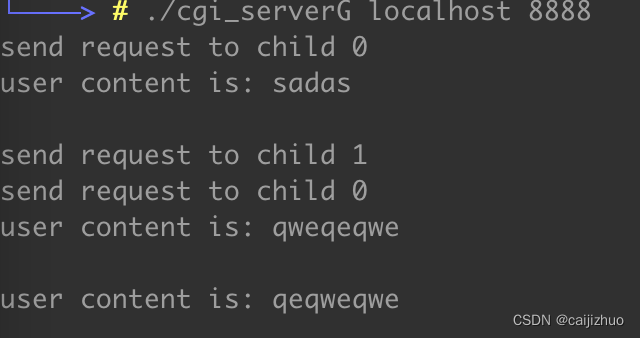 └────> # ./cgi_serverG localhost 8888
send request to child 0
user content is: sadas
send request to child 1
send request to child 0
user content is: qweqeqwe
user content is: qeqweqwe
CSDN @caijizhuo